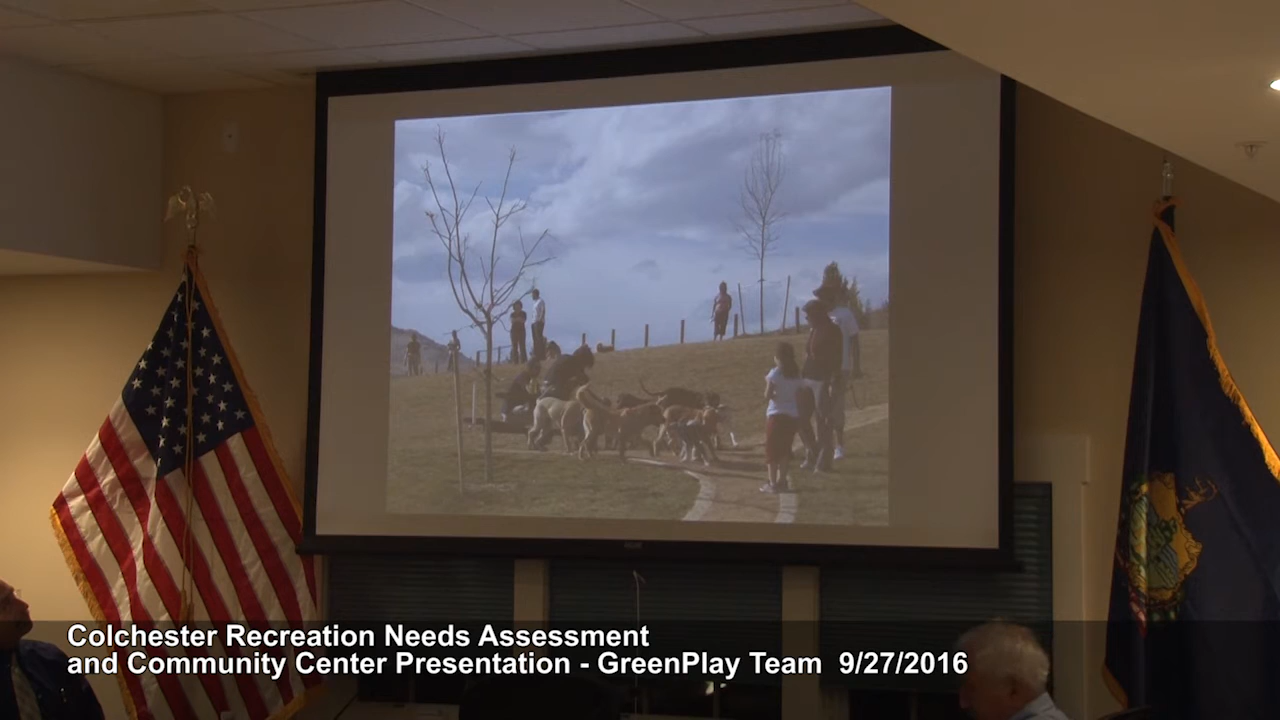 Colchester Recreation Needs Assessment
and Community Center Presentation - GreenPlay Team 9/27/2016